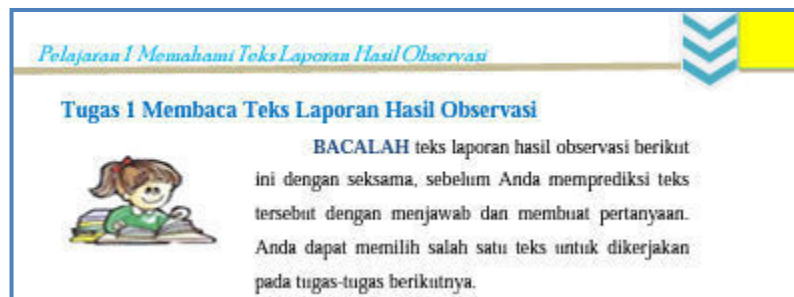 Pelajaran 1 Memahami Teks Laporan Hasil Observasi
Tugas 1 Membaca Teks Laporan Hasil Observasi
BACALAH teks laporan hasil observasi berikut
ini dengan seksama, sebelum Anda memprediksi teks
tersebut dengan menjawab dan membuat pertanyaan.
Anda dapat memilih salah satu teks untuk dikerjakan
pada tugas-tugas berikutnya.